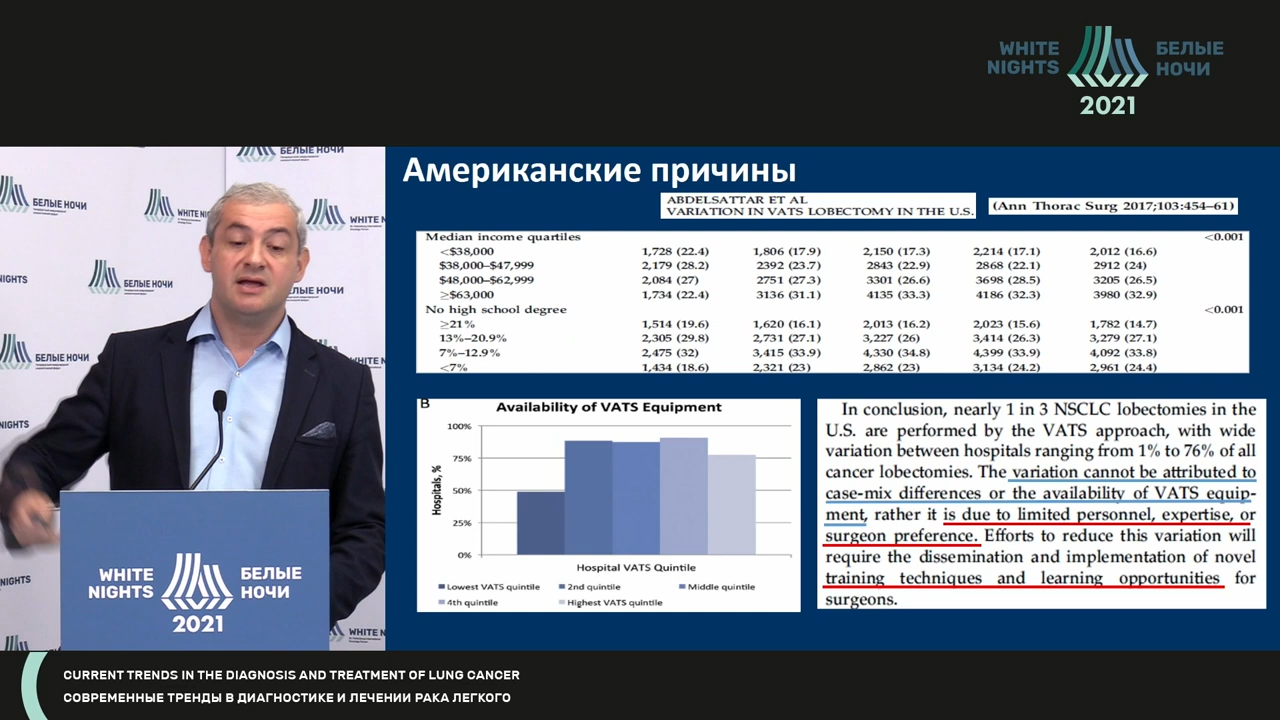 WHITE
NIGHTS
БЕЛЫЕ
НОЧИ
2021
БЕЛЫЕ НОЧИ
БЕЛЫЕ НОЧИ
WHITE
NIGHTS
БЕЛЫЕ НОЧИ
БЕЛЫЕ НОЧИ
WHITE
NIGHTS
БЕЛЫЕ
НОЧИ
2021
Американские причины
ABDELSATTAR ET AL
VARIATION IN VATS LOBECTOMY IN THE U.S.
(Ann Thorac Surg 2017;103:454–61)
Median income quartiles <0.001
<$38,000 1,728 (22.4) 1,806 (17.9) 2,150 (17.3) 2,214 (17.1) 2,012 (16.6)
$38,000–$47,999 2,179 (28.2) 2392 (23.7) 2843 (22.9) 2868 (22.1) 2912 (24)
$48,000–$62,999 2,084 (27) 2751 (27.3) 3301 (26.6) 3698 (28.5) 3205 (26.5)
≥$63,000 1,734 (22.4) 3136 (31.1) 4135 (33.3) 4186 (32.3) 3980 (32.9)
No high school degree <0.001
≥21% 1,514 (19.6) 1,620 (16.1) 2,013 (16.2) 2,023 (15.6) 1,782 (14.7)
13%–20.9% 2,305 (29.8) 2,731 (27.1) 3,227 (26) 3,414 (26.3) 3,279 (27.1)
7%–12.9% 2,475 (32) 3,415 (33.9) 4,330 (34.8) 4,399 (33.9) 4,092 (33.8)
<7% 1,434 (18.6) 2,321 (23) 2,862 (23) 3,134 (24.2) 2,961 (24.4)
B
Availability of VATS Equipment
Hospitals, %
100%
75%
50%
25%
0%
Hospital VATS Quintile
Lowest VATS quintile 2nd quintile Middle quintile
4th quintile Highest VATS quintile
In conclusion, nearly 1 in 3 NSCLC lobectomies in the
U.S. are performed by the VATS approach, with wide
variation between hospitals ranging from 1% to 76% of all
cancer lobectomies. The variation cannot be attributed to
case-mix differences or the availability of VATS equip-
ment, rather it is due to limited personnel, expertise, or
surgeon preference. Efforts to reduce this variation will
require the dissemination and implementation of novel
training techniques and learning opportunities for
surgeons.
CURRENT TRENDS IN THE DIAGNOSIS AND TREATMENT OF LUNG CANCER
СОВРЕМЕННЫЕ ТРЕНДЫ В ДИАГНОСТИКЕ И ЛЕЧЕНИИ РАКА ЛЕГКОГО